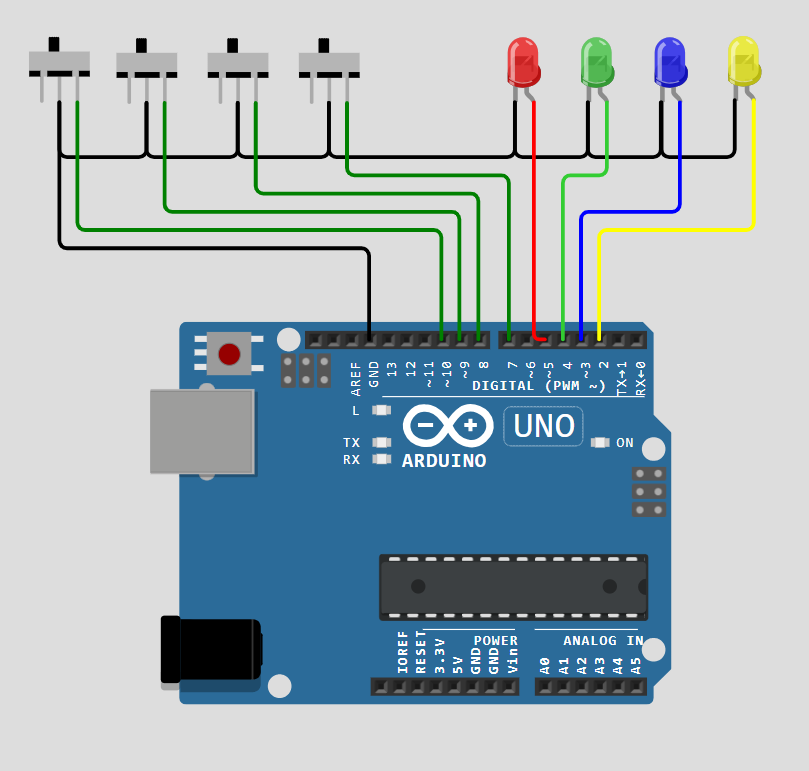 AREF GND 13 12 ~11 ~10 ~9 8 7 ~6 ~5 4 ~3 2 TX→1 RX←0
DIGITAL (PWM ~)
L
TX
RX
UNO
ON
ARDUINO
POWER
ANALOG IN
IOREF RESET 3.3V 5V GND GND Vin A0 A1 A2 A3 A4 A5